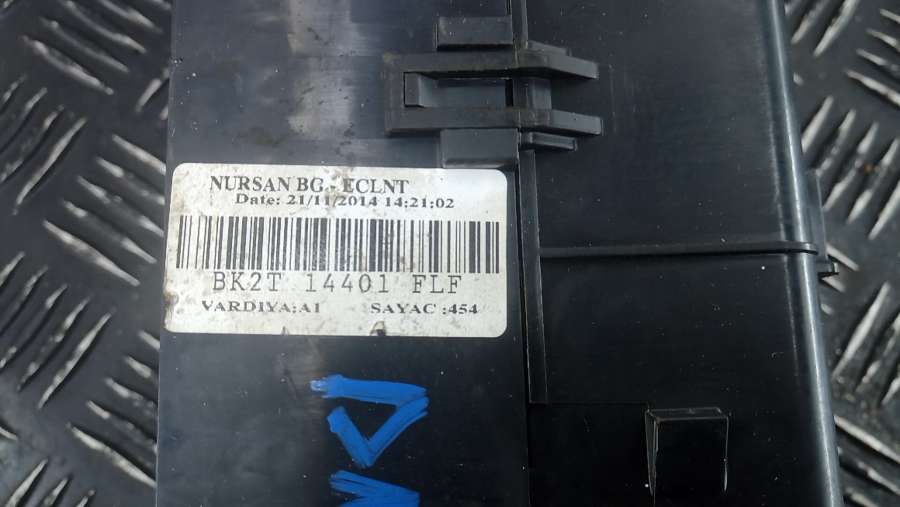 NURSAN BG - ECLNT
Date: 21/11/2014 14:21:02
BK2T 14401 FLF
VARDIYA:A1 SAYAC :454